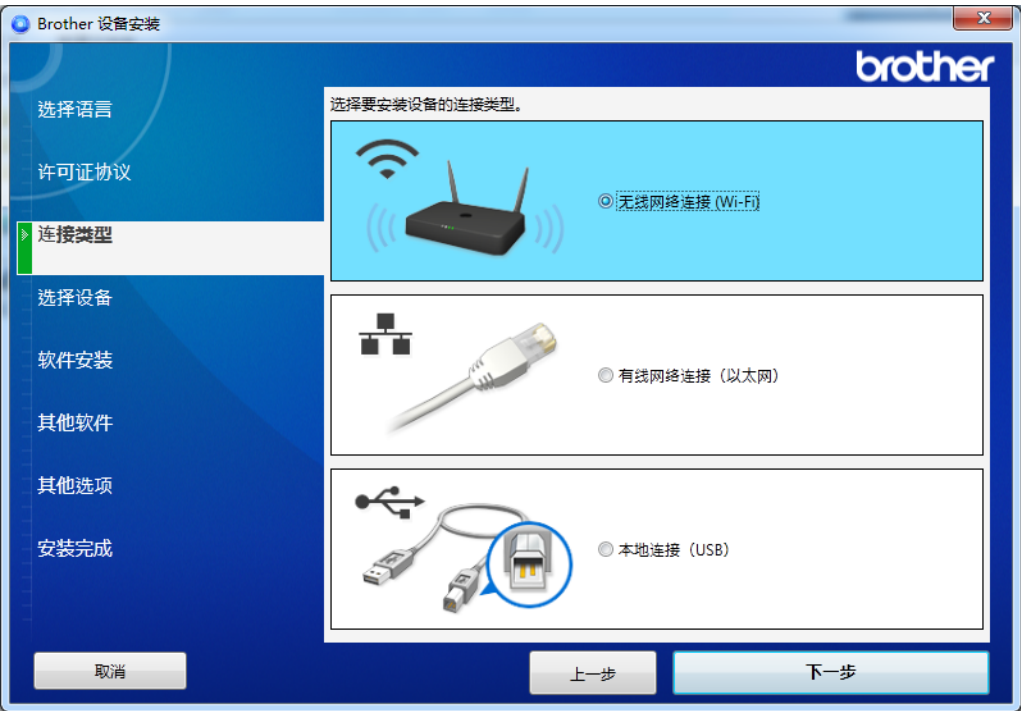 Brother 设备安装
brother
选择语言
许可证协议
连接类型
选择设备
软件安装
其他软件
其他选项
安装完成
选择要安装设备的连接类型。
无线网络连接 (Wi-Fi)
有线网络连接（以太网）
本地连接（USB）
取消
上一步
下一步